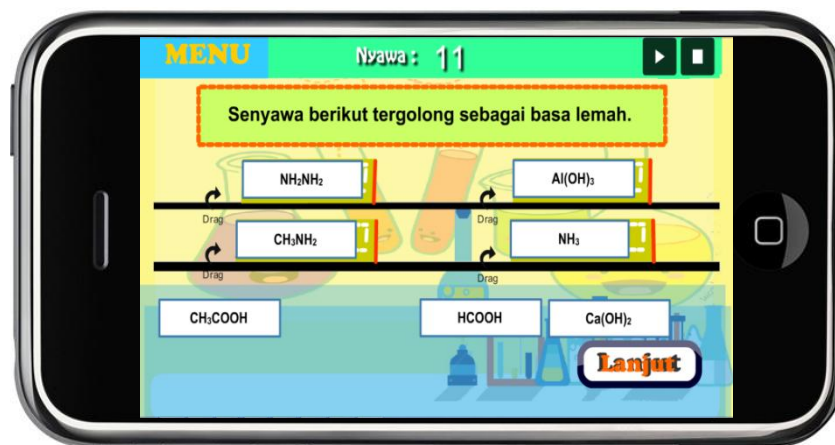 MENU
Nyawa : 11
Senyawa berikut tergolong sebagai basa lemah.
NH₂NH₂
Al(OH)₃
Drag
Drag
CH₃NH₂
NH₃
Drag
Drag
CH₃COOH
HCOOH
Ca(OH)₂
Lanjut